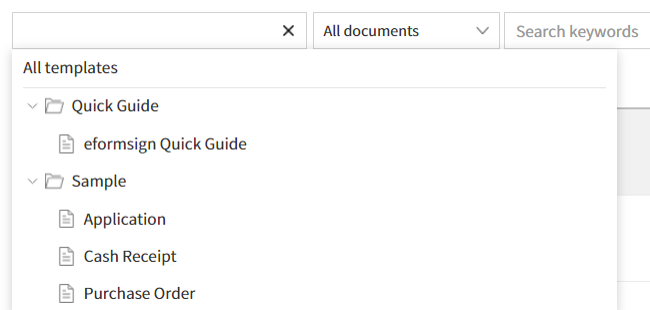 All documents
Search keywords
All templates
Quick Guide
eformsign Quick Guide
Sample
Application
Cash Receipt
Purchase Order